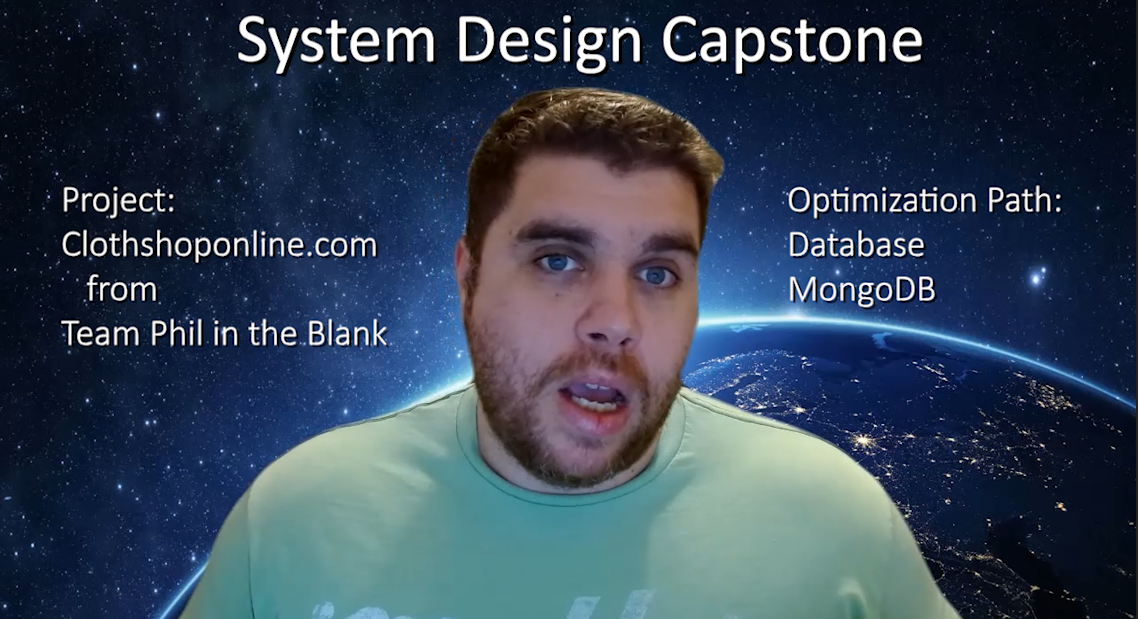 System Design Capstone
Project:
Clothshoponline.com
from
Team Phil in the Blank
Optimization Path:
Database
MongoDB